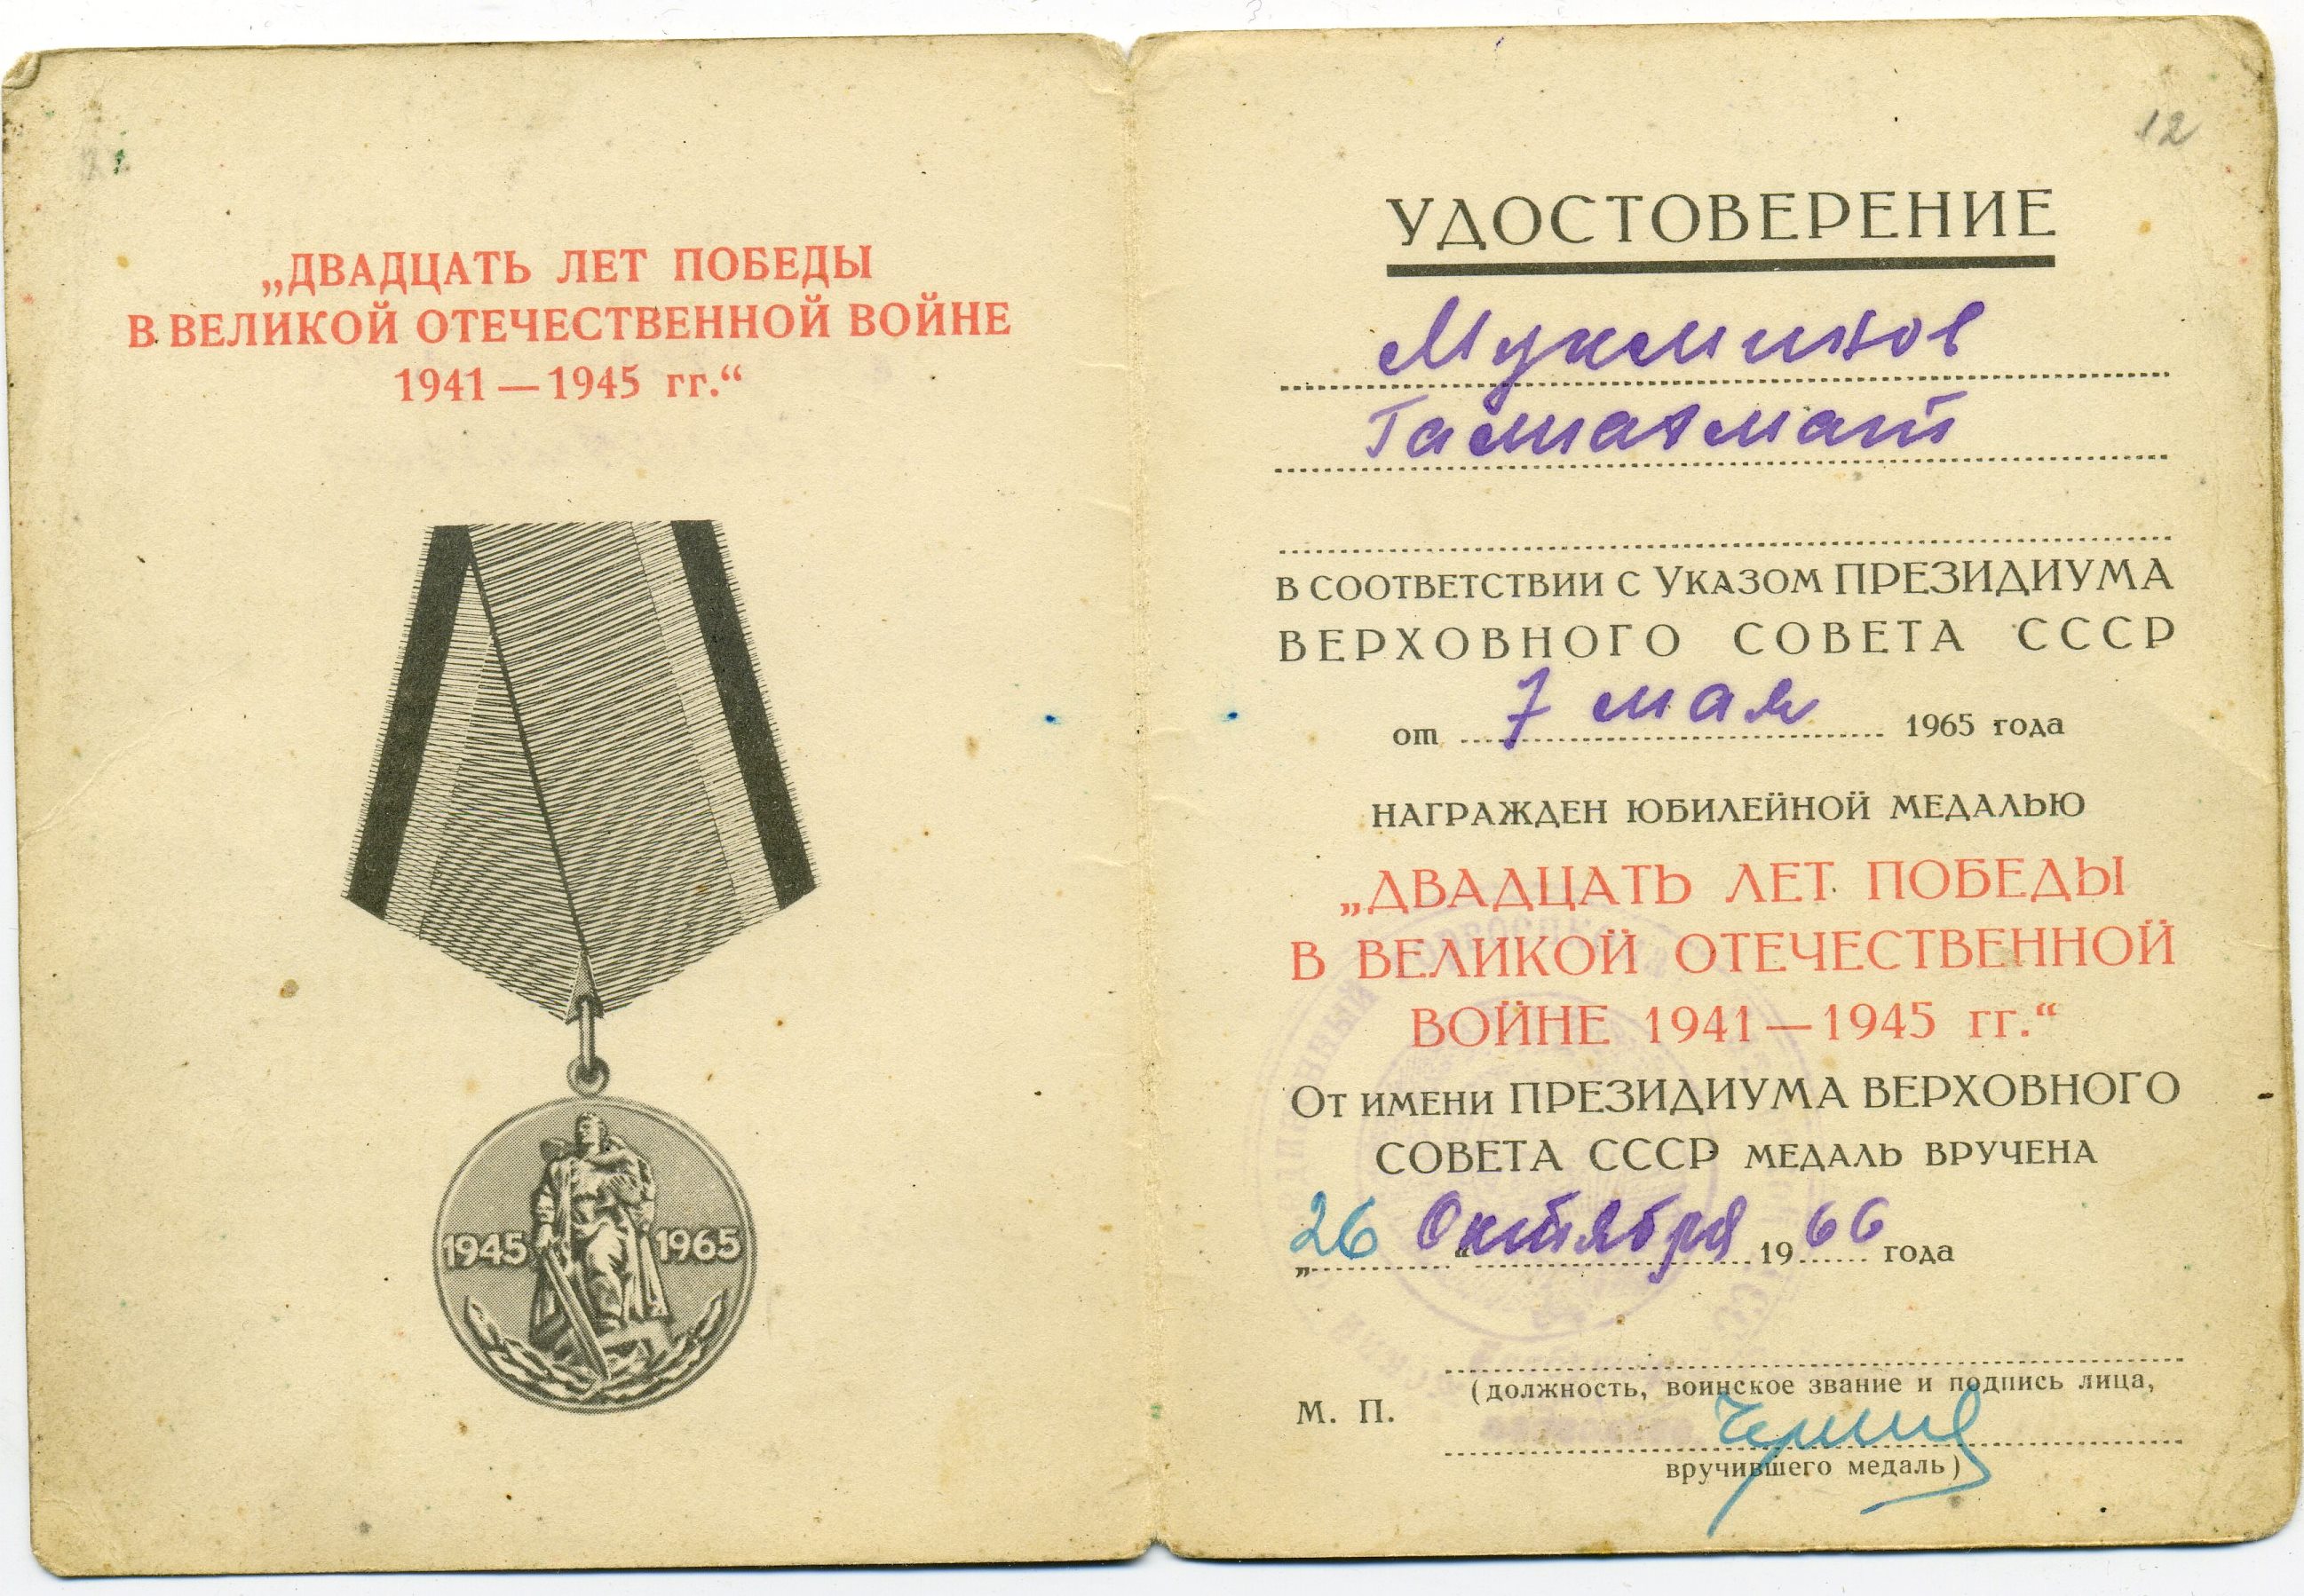 „ДВАДЦАТЬ ЛЕТ ПОБЕДЫ
В ВЕЛИКОЙ ОТЕЧЕСТВЕННОЙ ВОЙНЕ
1941 — 1945 гг.“
1945 1965
12
УДОСТОВЕРЕНИЕ
Мукминов
Галиахмат
В СООТВЕТСТВИИ С УКАЗОМ ПРЕЗИДИУМА
ВЕРХОВНОГО СОВЕТА СССР
от 7 мая 1965 года
НАГРАЖДЕН ЮБИЛЕЙНОЙ МЕДАЛЬЮ
„ДВАДЦАТЬ ЛЕТ ПОБЕДЫ
В ВЕЛИКОЙ ОТЕЧЕСТВЕННОЙ
ВОЙНЕ 1941 — 1945 гг.“
ОТ ИМЕНИ ПРЕЗИДИУМА ВЕРХОВНОГО
СОВЕТА СССР МЕДАЛЬ ВРУЧЕНА
„26“ Октября 1966 года
(должность, воинское звание и подпись лица,
М. П.
вручившего медаль)